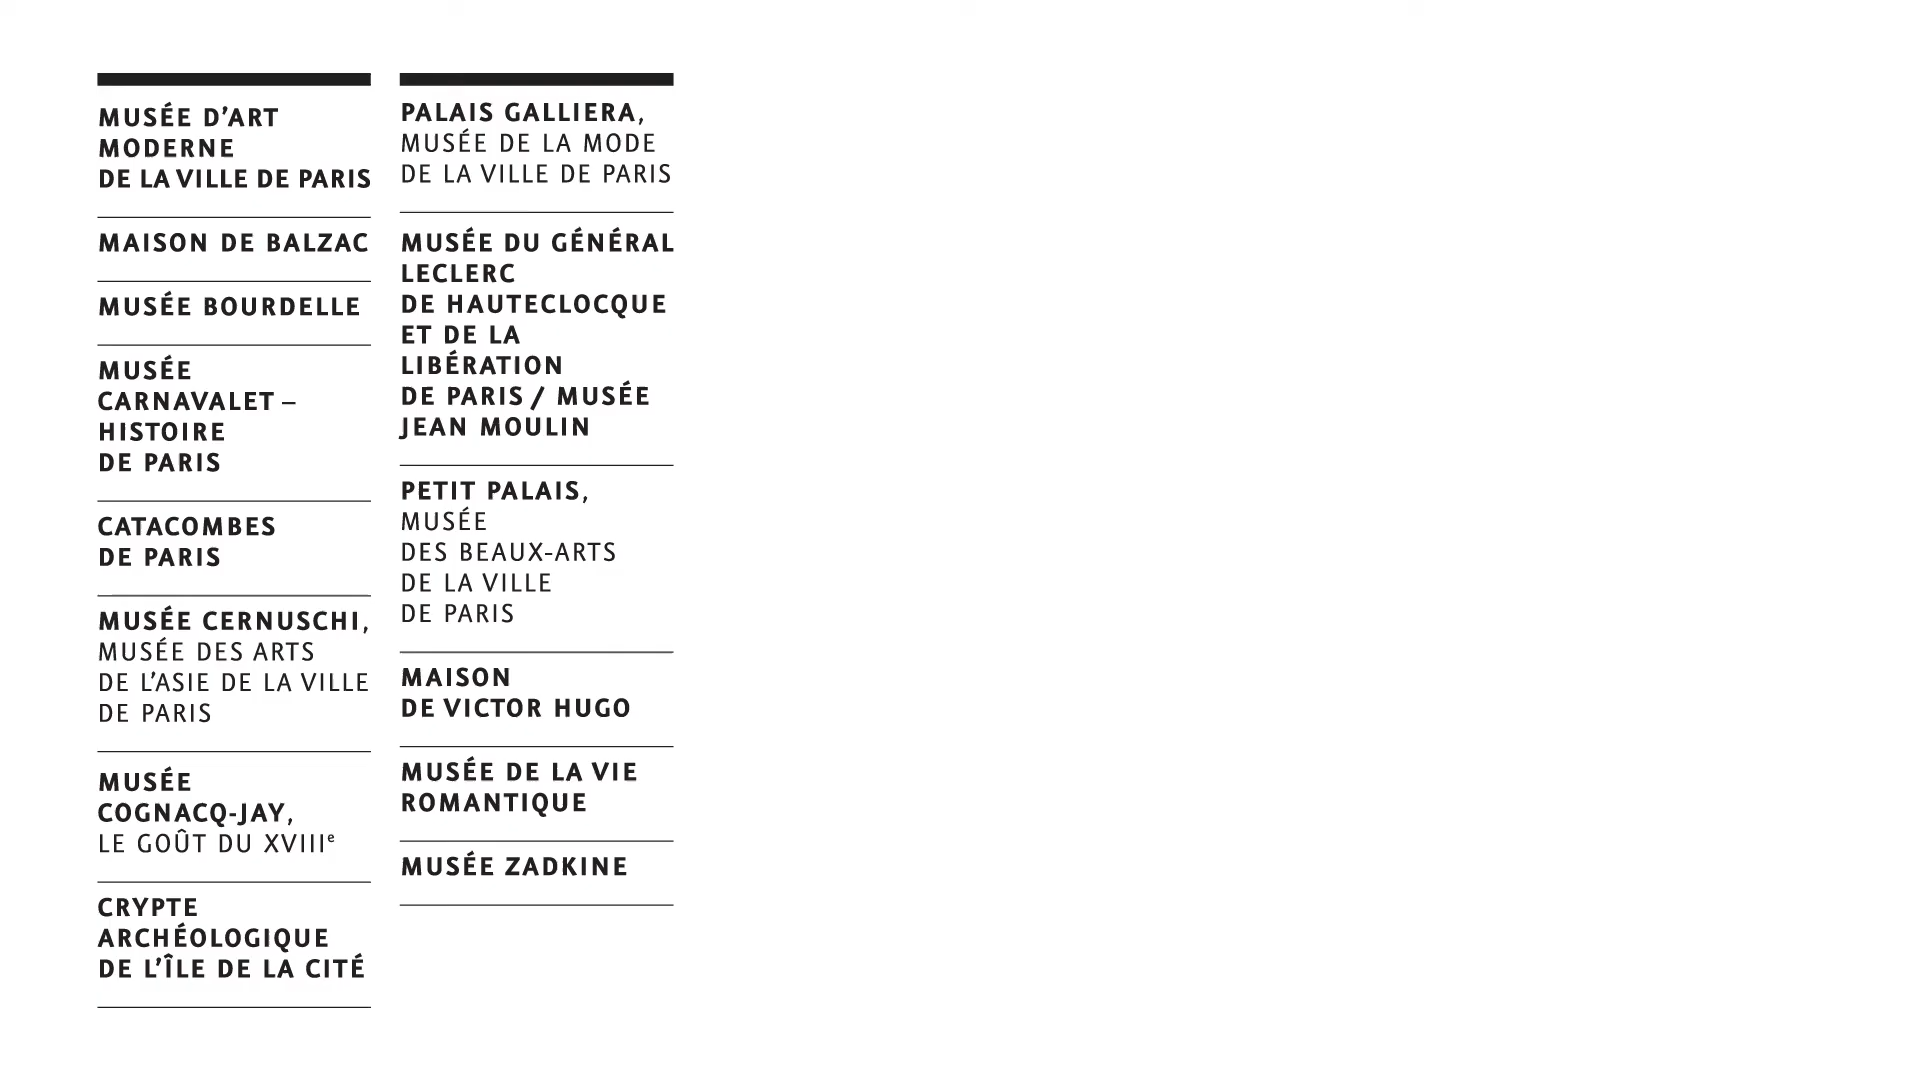 MUSÉE D’ART
MODERNE
DE LA VILLE DE PARIS
MAISON DE BALZAC
MUSÉE BOURDELLE
MUSÉE
CARNAVALET –
HISTOIRE
DE PARIS
CATACOMBES
DE PARIS
MUSÉE CERNUSCHI,
MUSÉE DES ARTS
DE L’ASIE DE LA VILLE
DE PARIS
MUSÉE
COGNACQ-JAY,
LE GOÛT DU XVIIIᵉ
CRYPTE
ARCHÉOLOGIQUE
DE L’ÎLE DE LA CITÉ
PALAIS GALLIERA,
MUSÉE DE LA MODE
DE LA VILLE DE PARIS
MUSÉE DU GÉNÉRAL
LECLERC
DE HAUTECLOCQUE
ET DE LA
LIBÉRATION
DE PARIS / MUSÉE
JEAN MOULIN
PETIT PALAIS,
MUSÉE
DES BEAUX-ARTS
DE LA VILLE
DE PARIS
MAISON
DE VICTOR HUGO
MUSÉE DE LA VIE
ROMANTIQUE
MUSÉE ZADKINE